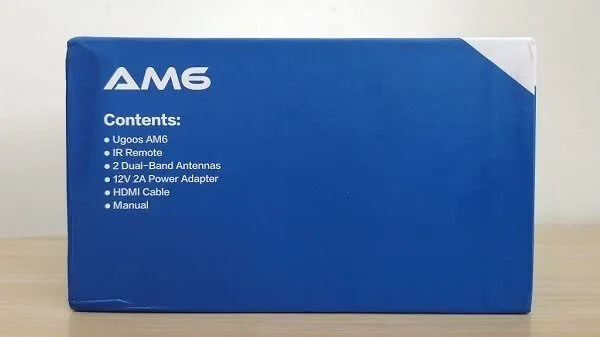 AM6
Contents:
• Ugoos AM6
• IR Remote
• 2 Dual-Band Antennas
• 12V 2A Power Adapter
• HDMI Cable
• Manual